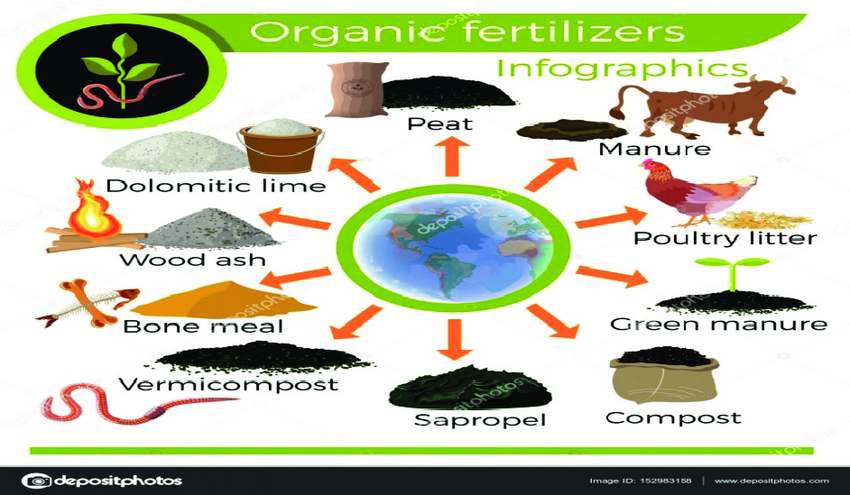 Organic fertilizers
Infographics
Peat
Manure
Dolomitic lime
Poultry litter
Wood ash
Green manure
Bone meal
Vermicompost
Sapropel
Compost
depositphotos
depositphotos
depositphotos
Image ID: 152983158 | www.depositphotos.com